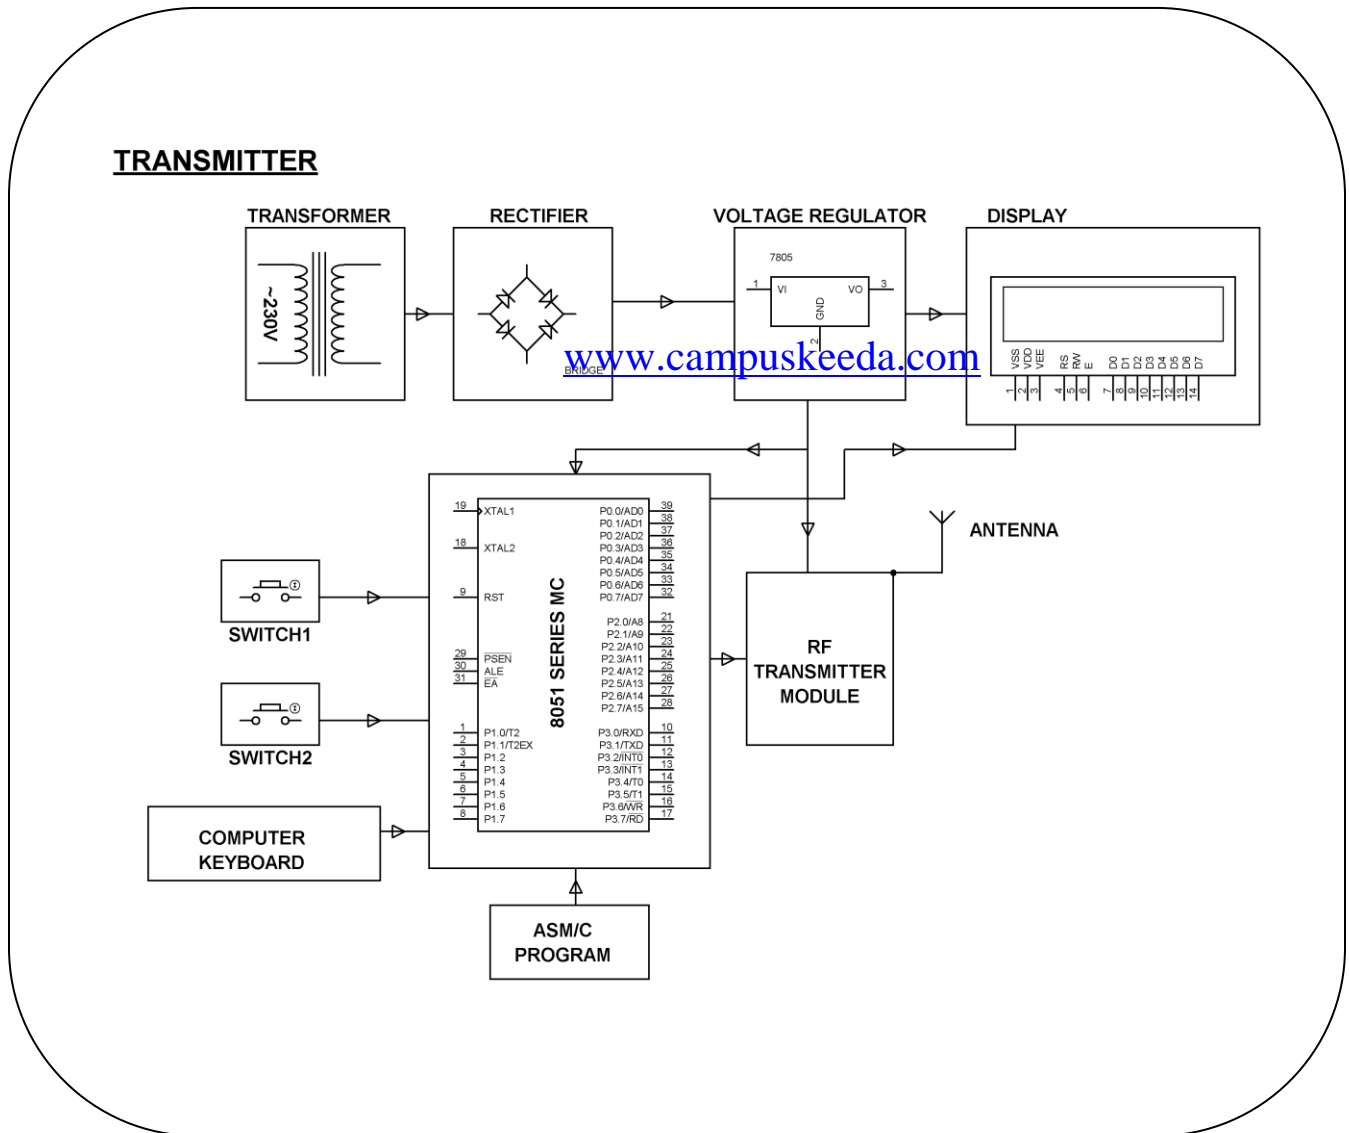 TRANSMITTER
TRANSFORMER
~230V
RECTIFIER
BRIDGE
VOLTAGE REGULATOR
7805
1
VI
VO
3
GND
2
DISPLAY
VSS
VDD
VEE
RS
RW
E
D0
D1
D2
D3
D4
D5
D6
D7
1
2
3
4
5
6
7
8
9
10
11
12
13
14
www.campuskeeda.com
19 XTAL1
18 XTAL2
9 RST
29 PSEN
30 ALE
31 EA
1 P1.0/T2
2 P1.1/T2EX
3 P1.2
4 P1.3
5 P1.4
6 P1.5
7 P1.6
8 P1.7
8051 SERIES MC
P0.0/AD0 39
P0.1/AD1 38
P0.2/AD2 37
P0.3/AD3 36
P0.4/AD4 35
P0.5/AD5 34
P0.6/AD6 33
P0.7/AD7 32
P2.0/A8 21
P2.1/A9 22
P2.2/A10 23
P2.3/A11 24
P2.4/A12 25
P2.5/A13 26
P2.6/A14 27
P2.7/A15 28
P3.0/RXD 10
P3.1/TXD 11
P3.2/INT0 12
P3.3/INT1 13
P3.4/T0 14
P3.5/T1 15
P3.6/WR 16
P3.7/RD 17
ANTENNA
SWITCH1
SWITCH2
RF
TRANSMITTER
MODULE
COMPUTER
KEYBOARD
ASM/C
PROGRAM